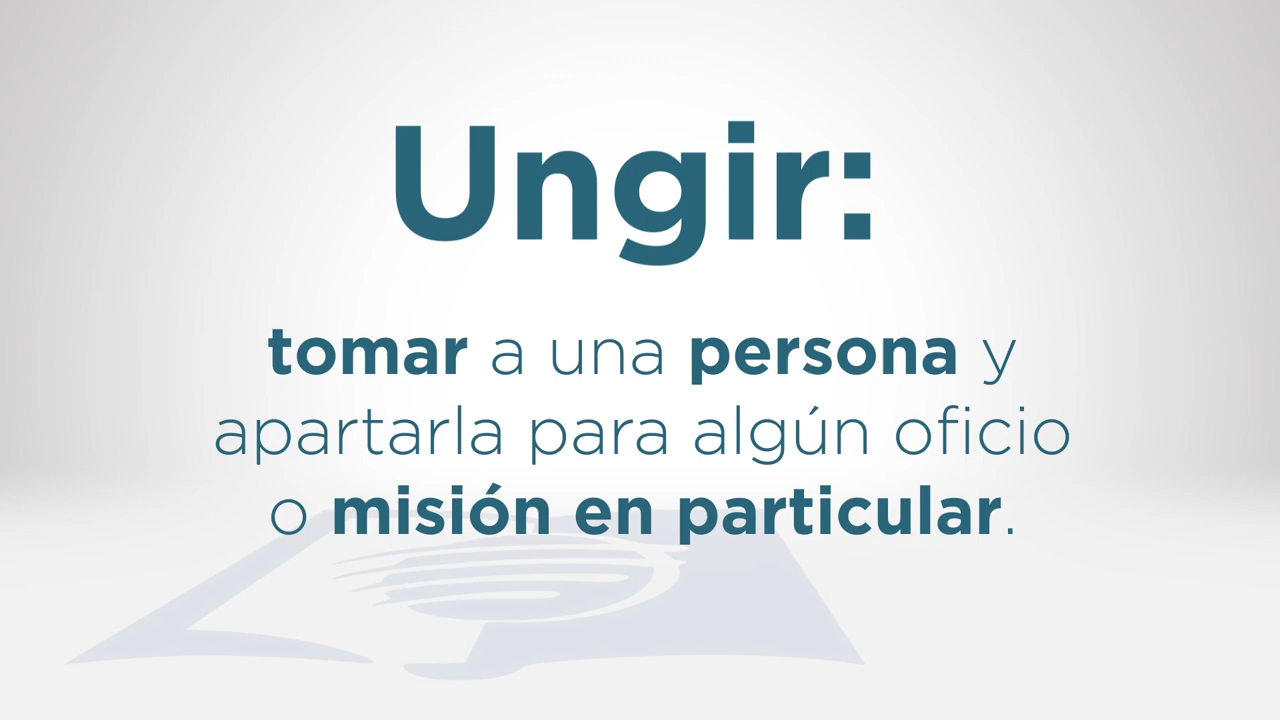 Ungir:
tomar a una persona y
apartarla para algún oficio
o misión en particular.